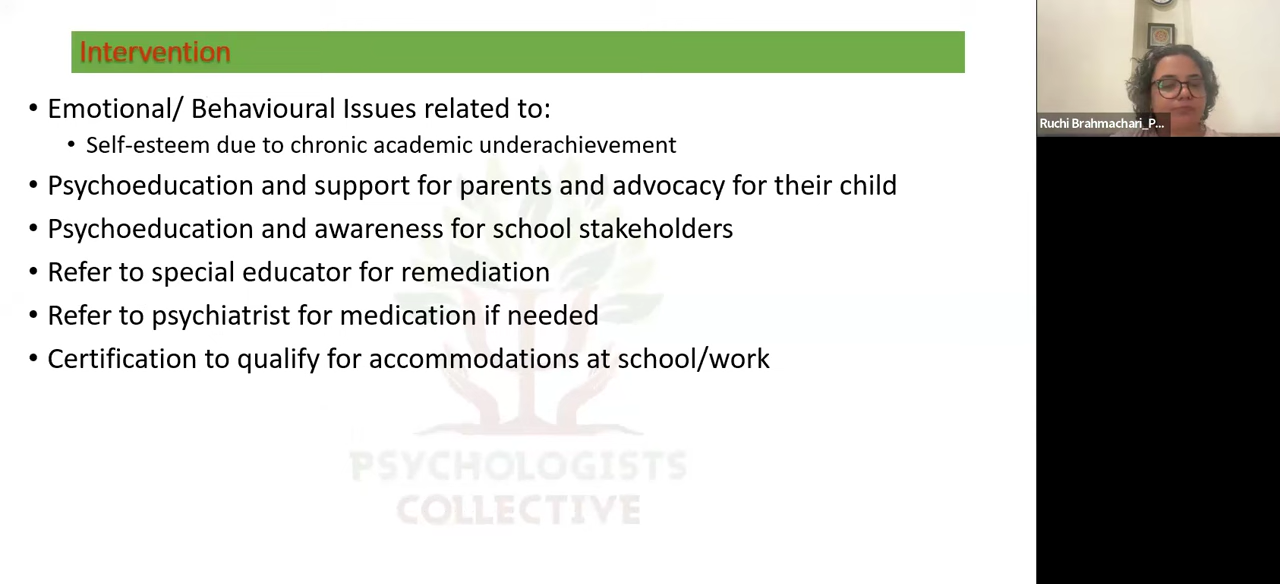 Intervention
• Emotional/ Behavioural Issues related to:
• Self-esteem due to chronic academic underachievement
• Psychoeducation and support for parents and advocacy for their child
• Psychoeducation and awareness for school stakeholders
• Refer to special educator for remediation
• Refer to psychiatrist for medication if needed
• Certification to qualify for accommodations at school/work
PSYCHOLOGISTS
COLLECTIVE
Ruchi Brahmachari_P...